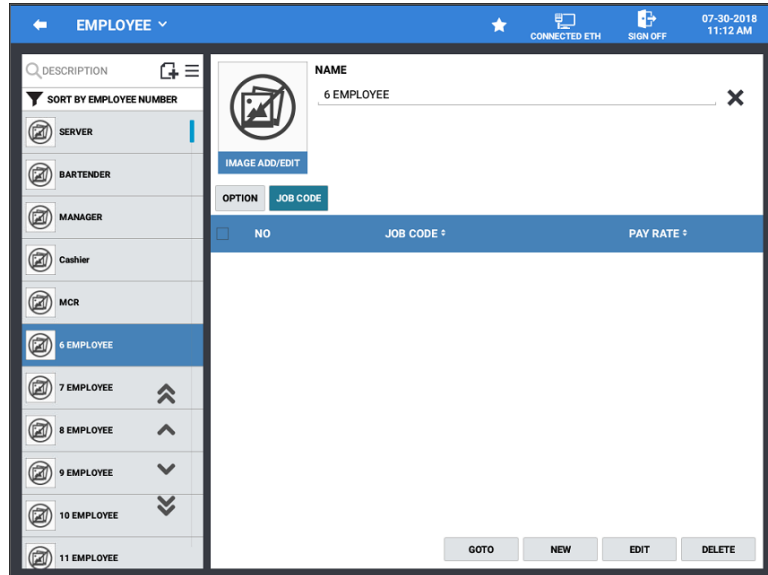 EMPLOYEE
CONNECTED ETH
SIGN OFF
07-30-2018
11:12 AM
DESCRIPTION
SORT BY EMPLOYEE NUMBER
SERVER
BARTENDER
MANAGER
Cashier
MCR
6 EMPLOYEE
7 EMPLOYEE
8 EMPLOYEE
9 EMPLOYEE
10 EMPLOYEE
11 EMPLOYEE
NAME
6 EMPLOYEE
IMAGE ADD/EDIT
OPTION JOB CODE
NO JOB CODE PAY RATE
GOTO NEW EDIT DELETE